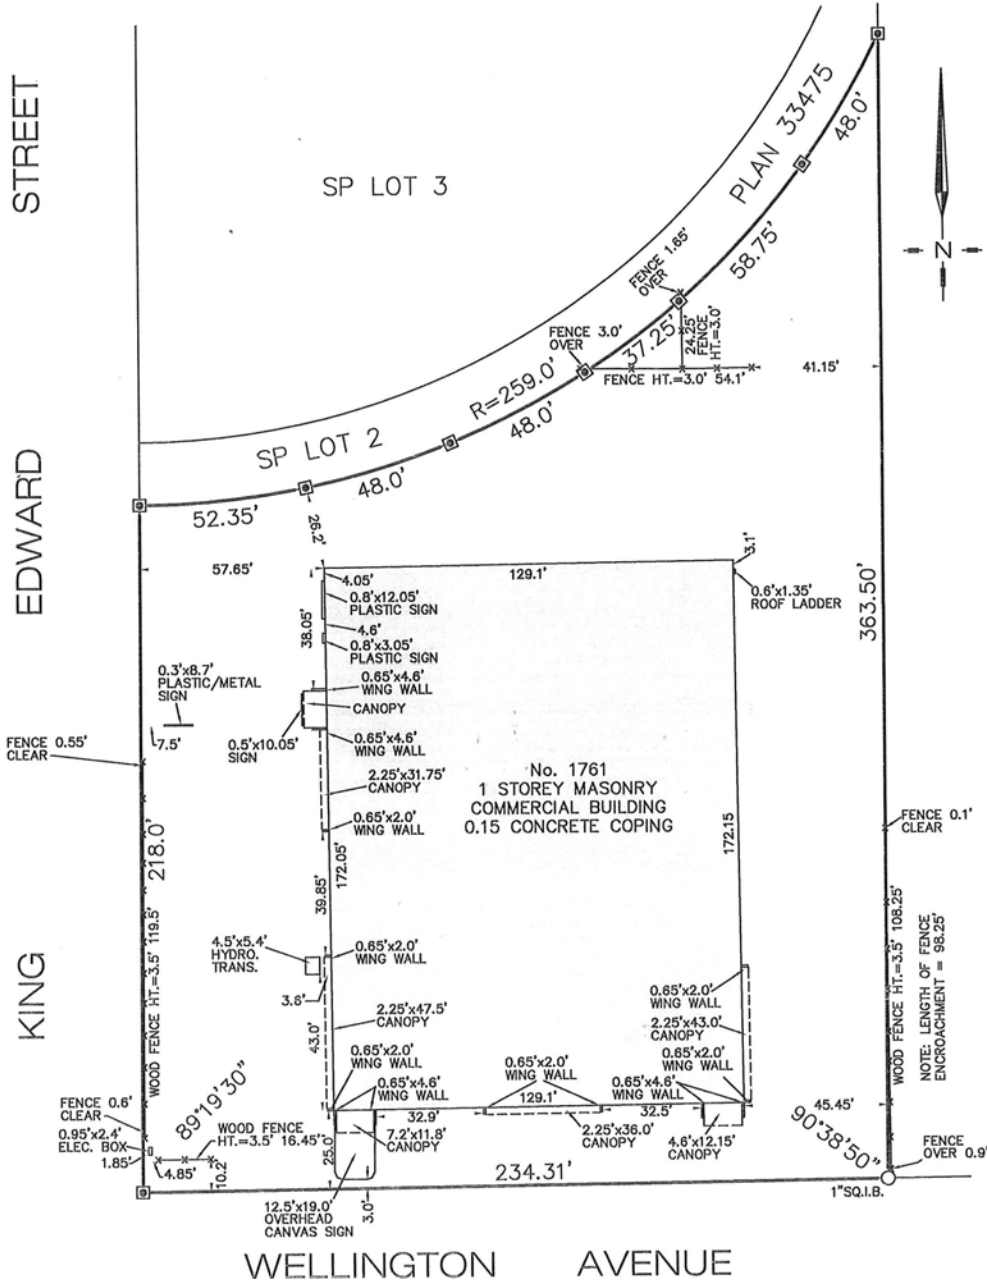 STREET
EDWARD
KING
SP LOT 3
PLAN 33475
48.0'
58.75'
FENCE 1.65'
OVER
N
FENCE 3.0'
OVER
37.25'
24.25'
FENCE
HT.=3.0'
FENCE HT.=3.0' 54.1'
41.15'
R=259.0'
48.0'
SP LOT 2
48.0'
52.35'
26.2'
57.65'
129.1'
3.1'
0.6'x1.35'
ROOF LADDER
363.50'
4.05'
0.8'x12.05'
PLASTIC SIGN
38.05'
4.6'
0.8'x3.05'
PLASTIC SIGN
0.3'x8.7'
PLASTIC/METAL
SIGN
0.65'x4.6'
WING WALL
CANOPY
7.5'
0.5'x10.05'
SIGN
0.65'x4.6'
WING WALL
FENCE 0.55'
CLEAR
2.25'x31.75'
CANOPY
No. 1761
1 STOREY MASONRY
COMMERCIAL BUILDING
0.15 CONCRETE COPING
0.65'x2.0'
WING WALL
FENCE 0.1'
CLEAR
218.0'
172.05'
172.15
39.85'
WOOD FENCE HT.=3.5' 119.5'
4.5'x5.4'
HYDRO.
TRANS.
0.65'x2.0'
WING WALL
3.8'
2.25'x47.5'
CANOPY
43.0'
0.65'x2.0'
WING WALL
2.25'x43.0'
CANOPY
WOOD FENCE HT.=3.5' 108.25'
NOTE: LENGTH OF FENCE
ENCROACHMENT = 98.25'
0.65'x2.0'
WING WALL
0.65'x4.6'
WING WALL
0.65'x2.0'
WING WALL
129.1'
0.65'x2.0'
WING WALL
0.65'x4.6'
WING WALL
FENCE 0.6'
CLEAR
0.95'x2.4'
ELEC. BOX
1.85'
89°19'30"
WOOD FENCE
HT.=3.5' 16.45'
4.85'
10.2'
25.0'
32.9'
7.2'x11.8'
CANOPY
2.25'x36.0'
CANOPY
32.5'
4.6'x12.15'
CANOPY
45.45'
90°38'50"
FENCE
OVER 0.9'
234.31'
1"SQ.I.B.
12.5'x19.0'
OVERHEAD
CANVAS SIGN
3.0'
WELLINGTON AVENUE